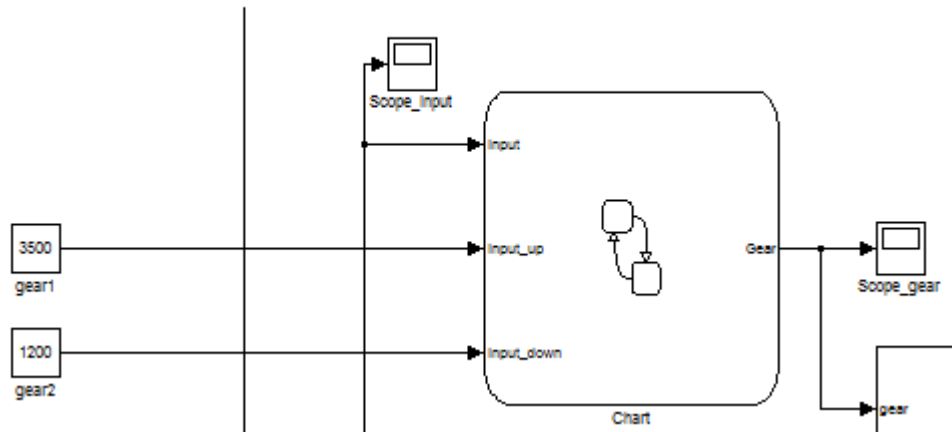 Scope_input
Input
3500
gear1
Input_up
Gear
Scope_gear
1200
gear2
Input_down
Chart
gear